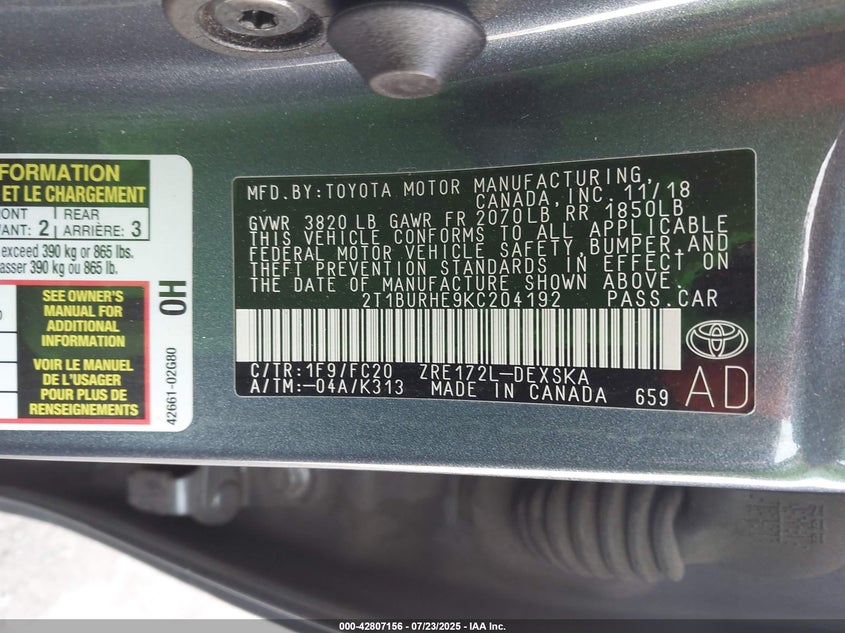 FORMATION
ET LE CHARGEMENT
ONT 2 REAR 3
ANT: ARRIÈRE:
exceed 390 kg or 865 lbs.
asser 390 kg ou 865 lb.
SEE OWNER'S
MANUAL FOR
ADDITIONAL
INFORMATION
VOIR LE MANUEL
DE L'USAGER
POUR PLUS DE
RENSEIGNEMENTS
0H
42661-02G80
MFD.BY:TOYOTA MOTOR MANUFACTURING,
CANADA, INC. 11/18
GVWR 3820 LB GAWR FR 2070LB RR 1850LB
THIS VEHICLE CONFORMS TO ALL APPLICABLE
FEDERAL MOTOR VEHICLE SAFETY, BUMPER, AND
THEFT PREVENTION STANDARDS IN EFFECT ON
THE DATE OF MANUFACTURE SHOWN ABOVE.
2T1BURHE9KC204192 PASS.CAR
C/TR:1F9/FC20 ZRE172L-DEXSKA
A/TM:-04A/K313 MADE IN CANADA 659
AD
000-42807156 - 07/23/2025 - IAA Inc.